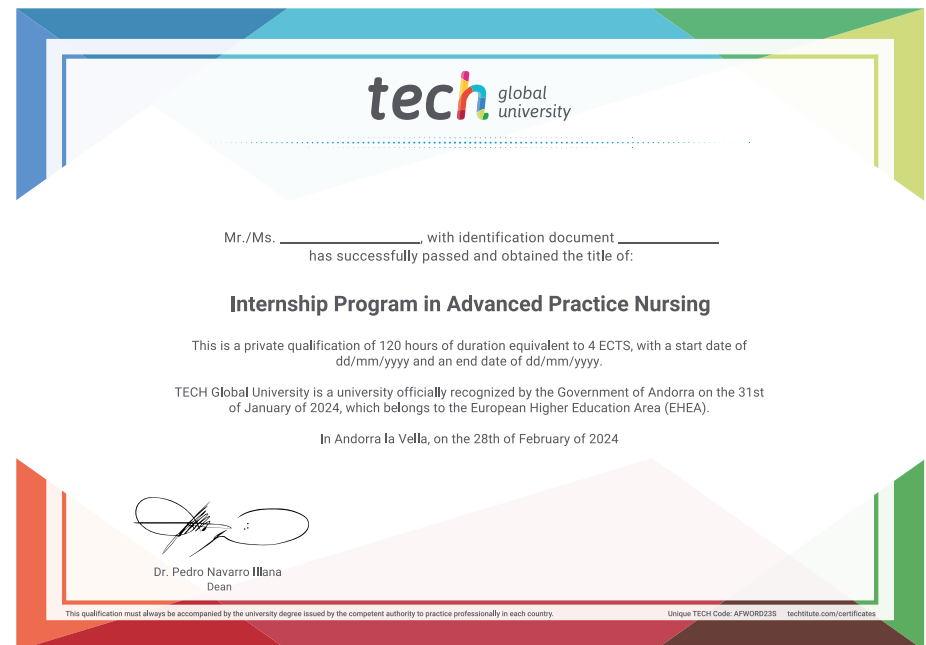 tech global university
Mr./Ms. ____________________, with identification document ______________
has successfully passed and obtained the title of:
Internship Program in Advanced Practice Nursing
This is a private qualification of 120 hours of duration equivalent to 4 ECTS, with a start date of
dd/mm/yyyy and an end date of dd/mm/yyyy.
TECH Global University is a university officially recognized by the Government of Andorra on the 31st
of January of 2024, which belongs to the European Higher Education Area (EHEA).
In Andorra la Vella, on the 28th of February of 2024
Dr. Pedro Navarro Illana
Dean
This qualification must always be accompanied by the university degree issued by the competent authority to practice professionally in each country.
Unique TECH Code: AFWORD23S techtitute.com/certificates